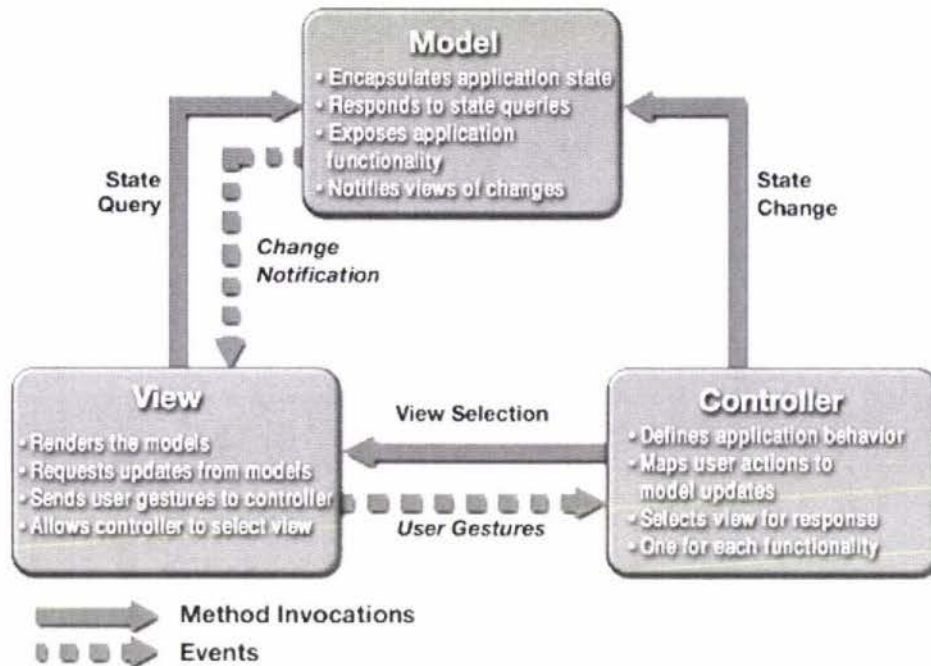 Model
• Encapsulates application state
• Responds to state queries
• Exposes application
functionality
• Notifies views of changes
State
Query
State
Change
Change
Notification
View
• Renders the models
• Requests updates from models
• Sends user gestures to controller
• Allows controller to select view
View Selection
User Gestures
Controller
• Defines application behavior
• Maps user actions to
model updates
• Selects view for response
• One for each functionality
Method Invocations
Events